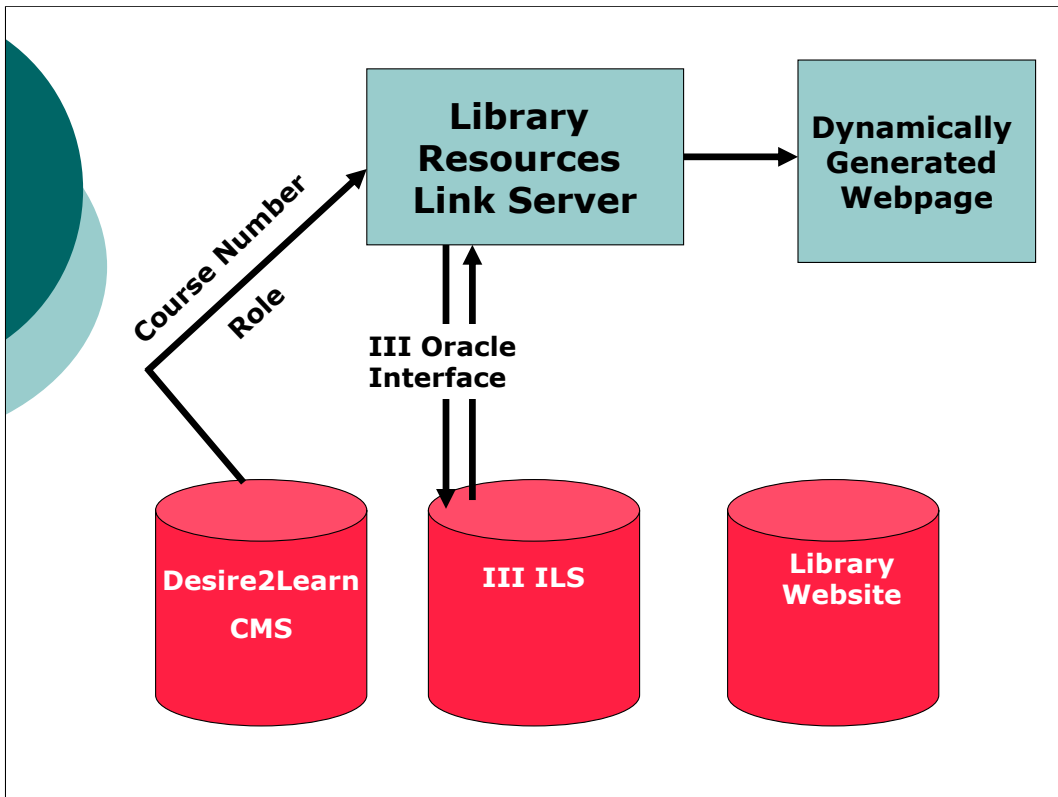 Library
Resources
Link Server
Dynamically
Generated
Webpage
Course Number
Role
III Oracle
Interface
Desire2Learn
CMS
III ILS
Library
Website